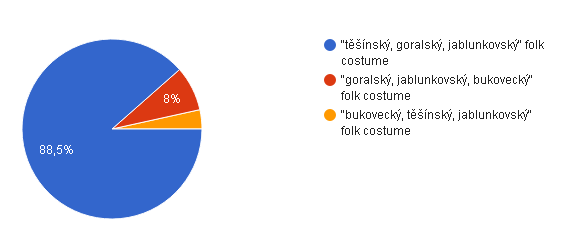 "těšínský, goralský, jablunkovský" folk
costume
"goralský, jablunkovský, bukovecký"
folk costume
"bukovecký, těšínský, jablunkovský"
folk costume
8%
88,5%